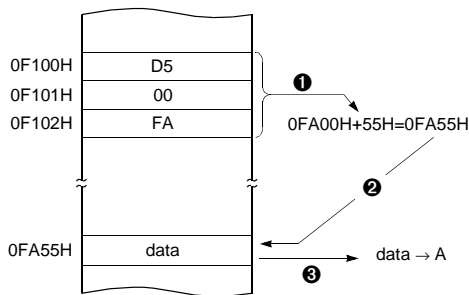 0F100H D5
0F101H 00
0F102H FA
❶
0FA00H+55H=0FA55H
❷
0FA55H data
❸
data → A